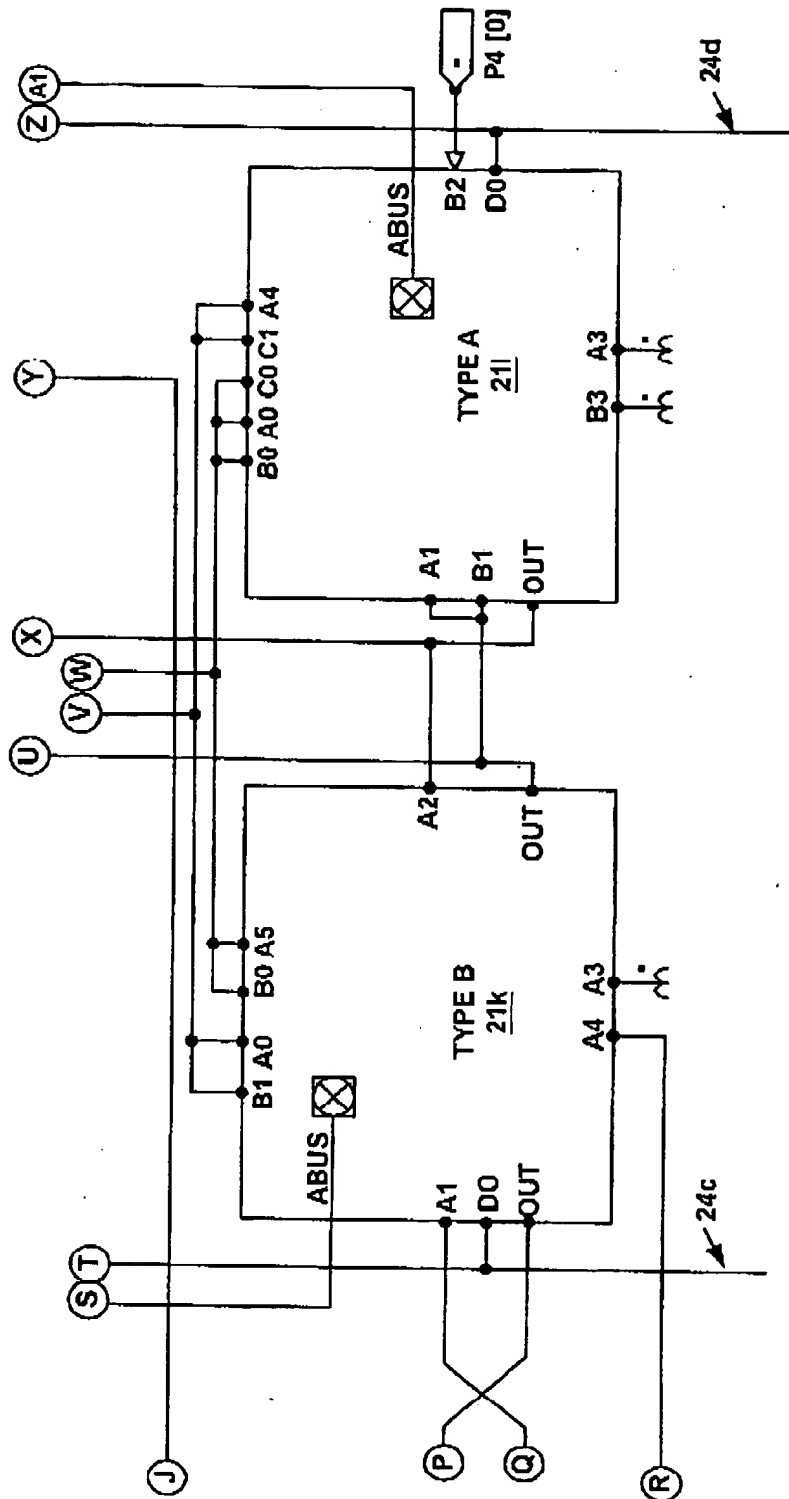 U X Y Z A1
S T V W
J
B1 A0 B0 A5
B0 A0 C0 C1 A4
ABUS
ABUS
P
A1
A2
A1
B2
P4 [0]
Q
D0
B1
D0
OUT
OUT
OUT
TYPE B
21k
TYPE A
21l
R
A4 A3
B3 A3
24c
24d